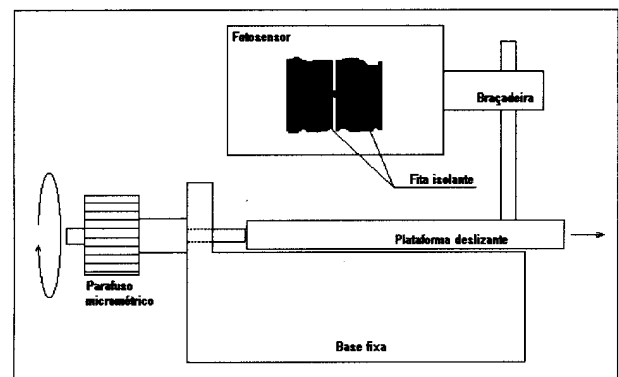 Fotosensor
Braçadeira
Fita isolante
Plataforma deslizante
Parafuso
micrométrico
Base fixa